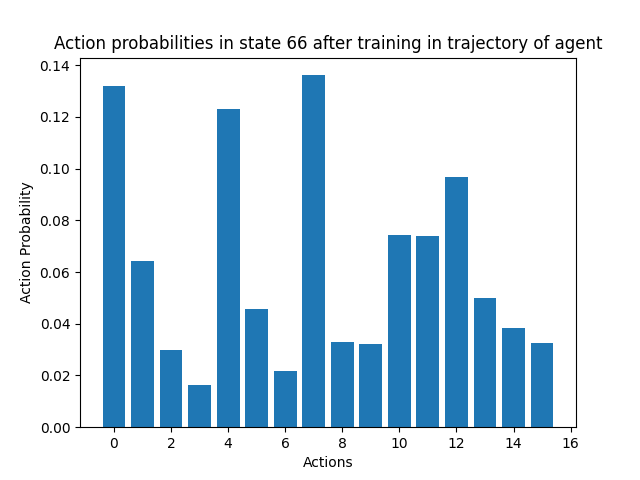 Action probabilities in state 66 after training in trajectory of agent
0.14
0.12
0.10
0.08
0.06
0.04
0.02
0.00
Action Probability
0 2 4 6 8 10 12 14 16
Actions